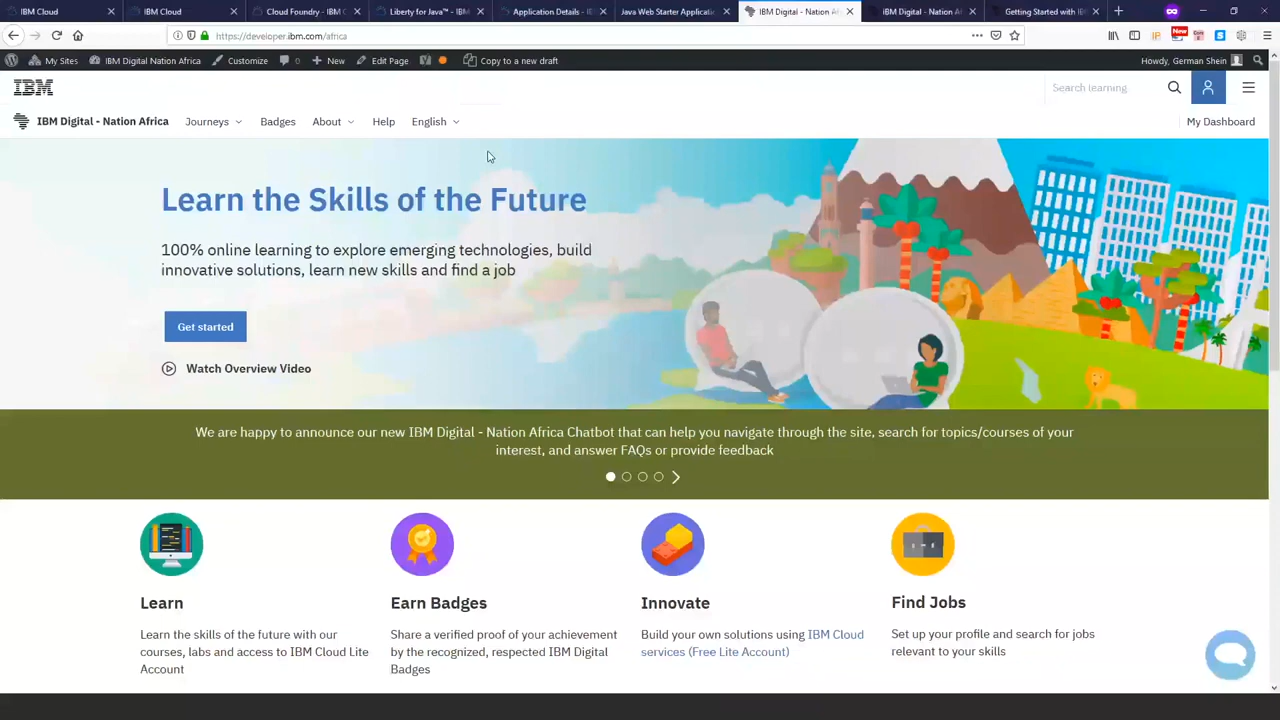 IBM Cloud
IBM Cloud
Cloud Foundry - IBM C
Liberty for Java™ - IBM
Application Details - IB
Java Web Starter Applicati
IBM Digital - Nation Af
IBM Digital - Nation A
Getting Started with IB
https://developer.ibm.com/africa
New
My Sites
IBM Digital Nation Africa
Customize
0
New
Edit Page
Copy to a new draft
Howdy, German Shein
IBM
Search learning
IBM Digital - Nation Africa
Journeys
Badges
About
Help
English
My Dashboard
Learn the Skills of the Future
100% online learning to explore emerging technologies, build
innovative solutions, learn new skills and find a job
Get started
Watch Overview Video
We are happy to announce our new IBM Digital - Nation Africa Chatbot that can help you navigate through the site, search for topics/courses of your
interest, and answer FAQs or provide feedback
Learn
Earn Badges
Innovate
Find Jobs
Learn the skills of the future with our
courses, labs and access to IBM Cloud Lite
Account
Share a verified proof of your achievement
by the recognized, respected IBM Digital
Badges
Build your own solutions using IBM Cloud
services (Free Lite Account)
Set up your profile and search for jobs
relevant to your skills